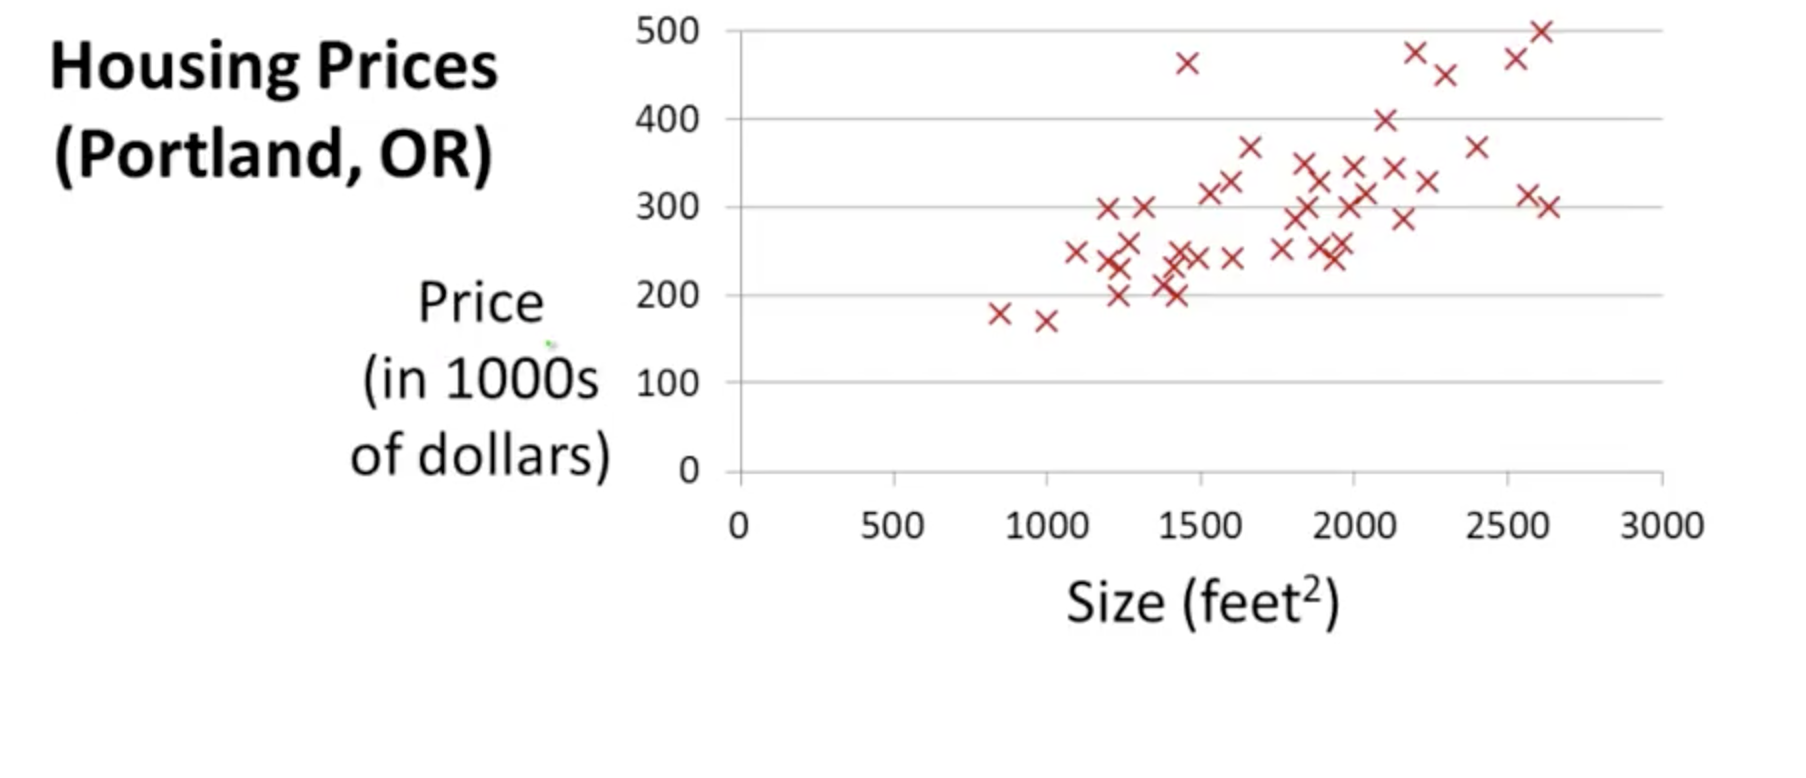 Housing Prices
(Portland, OR)
Price
(in 1000s
of dollars)
500
400
300
200
100
0
0 500 1000 1500 2000 2500 3000
Size (feet²)